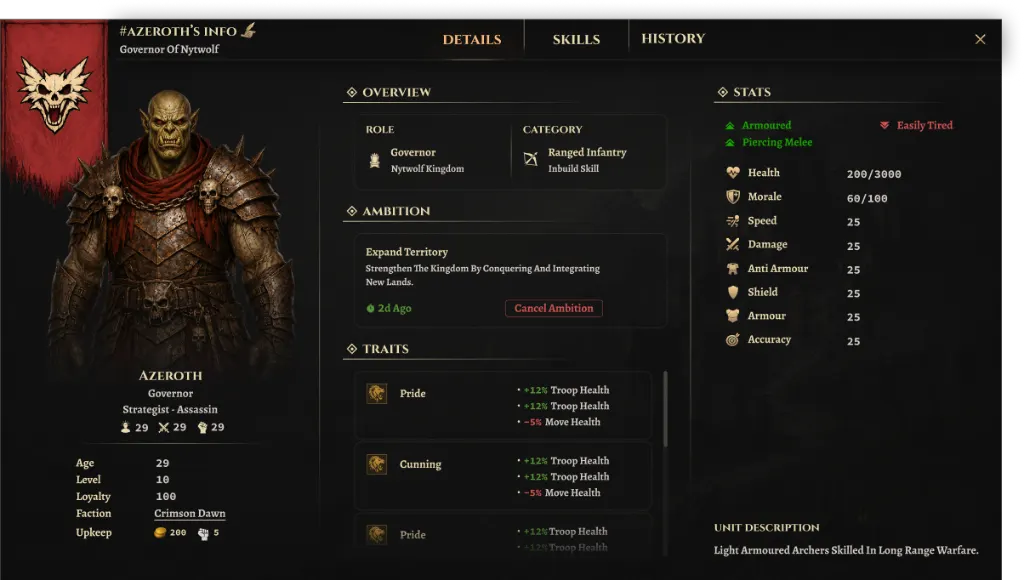 #AZEROTH'S INFO
Governor Of Nytwolf
DETAILS
SKILLS
HISTORY
AZEROTH
Governor
Strategist - Assassin
29 29 29
Age 29
Level 10
Loyalty 100
Faction Crimson Dawn
Upkeep 200 5
OVERVIEW
ROLE
Governor
Nytwolf Kingdom
CATEGORY
Ranged Infantry
Inbuild Skill
AMBITION
Expand Territory
Strengthen The Kingdom By Conquering And Integrating
New Lands.
2d Ago
Cancel Ambition
TRAITS
Pride
• +12% Troop Health
• +12% Troop Health
• -5% Move Health
Cunning
• +12% Troop Health
• +12% Troop Health
• -5% Move Health
Pride
• +12% Troop Health
• +12% Troop Health
STATS
Armoured
Easily Tired
Piercing Melee
Health 200/3000
Morale 60/100
Speed 25
Damage 25
Anti Armour 25
Shield 25
Armour 25
Accuracy 25
UNIT DESCRIPTION
Light Armoured Archers Skilled In Long Range Warfare.